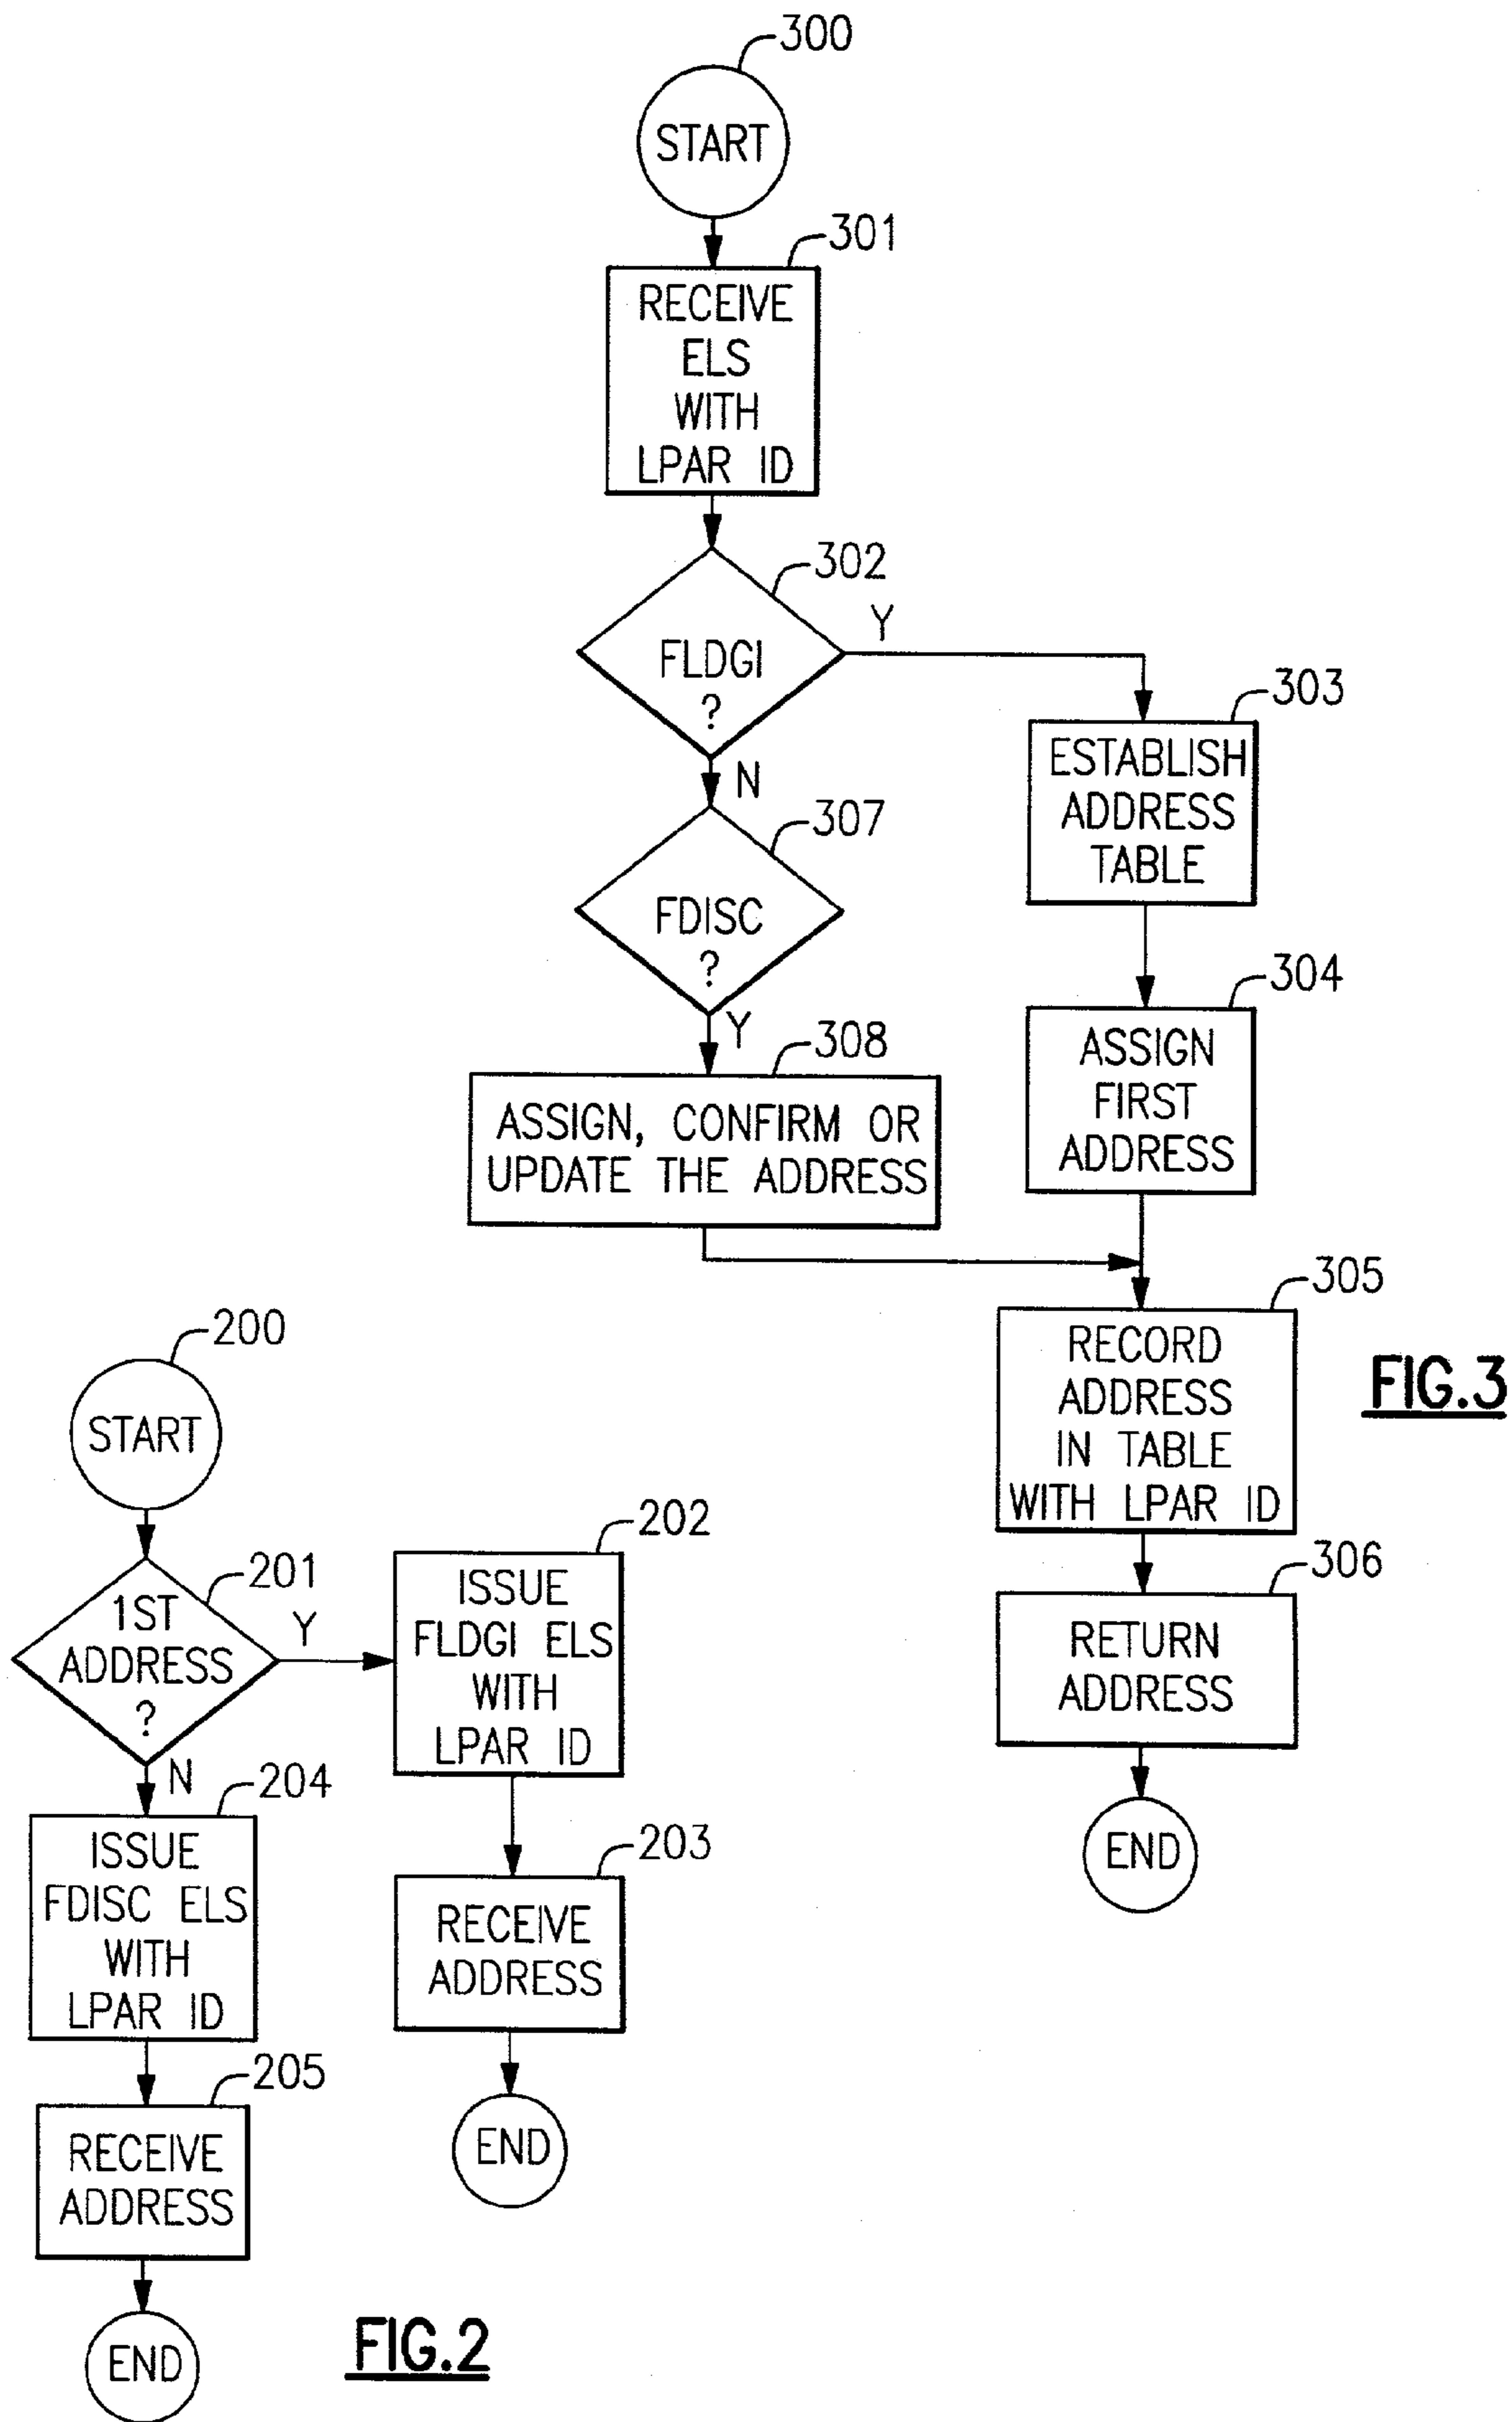 300
START
301
RECEIVE
ELS
WITH
LPAR ID
302
FLDGI
?
Y
N
303
ESTABLISH
ADDRESS
TABLE
307
FDISC
?
Y
304
ASSIGN
FIRST
ADDRESS
308
ASSIGN, CONFIRM OR
UPDATE THE ADDRESS
305
RECORD
ADDRESS
IN TABLE
WITH LPAR ID
306
RETURN
ADDRESS
END
FIG.3
200
START
201
1ST
ADDRESS
?
Y
N
202
ISSUE
FLDGI ELS
WITH
LPAR ID
203
RECEIVE
ADDRESS
END
204
ISSUE
FDISC ELS
WITH
LPAR ID
205
RECEIVE
ADDRESS
END
FIG.2